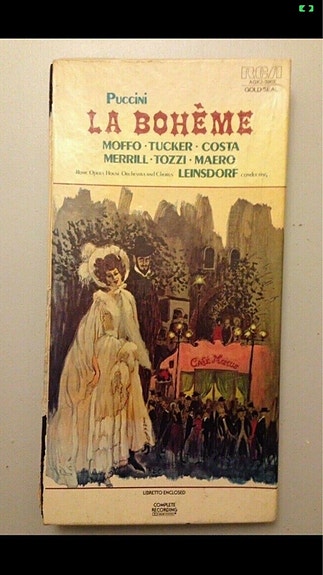 RCA
GOLD SEAL
PUCCINI
LA BOHÈME
MOFFO · TUCKER · COSTA
MERRILL · TOZZI · MAERO
ROME OPERA HOUSE ORCHESTRA AND CHORUS LEINSDORF CONDUCTING
CAFÉ MOMUS
LIBRETTO ENCLOSED
COMPLETE
RECORDING